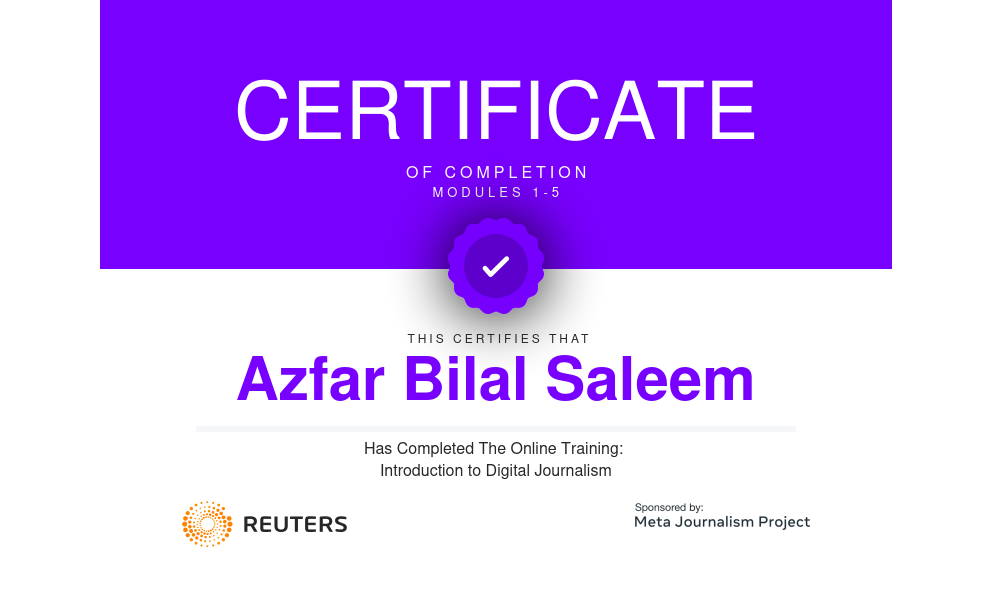 CERTIFICATE
OF COMPLETION
MODULES 1-5
THIS CERTIFIES THAT
Azfar Bilal Saleem
Has Completed The Online Training:
Introduction to Digital Journalism
REUTERS
Sponsored by:
Meta Journalism Project